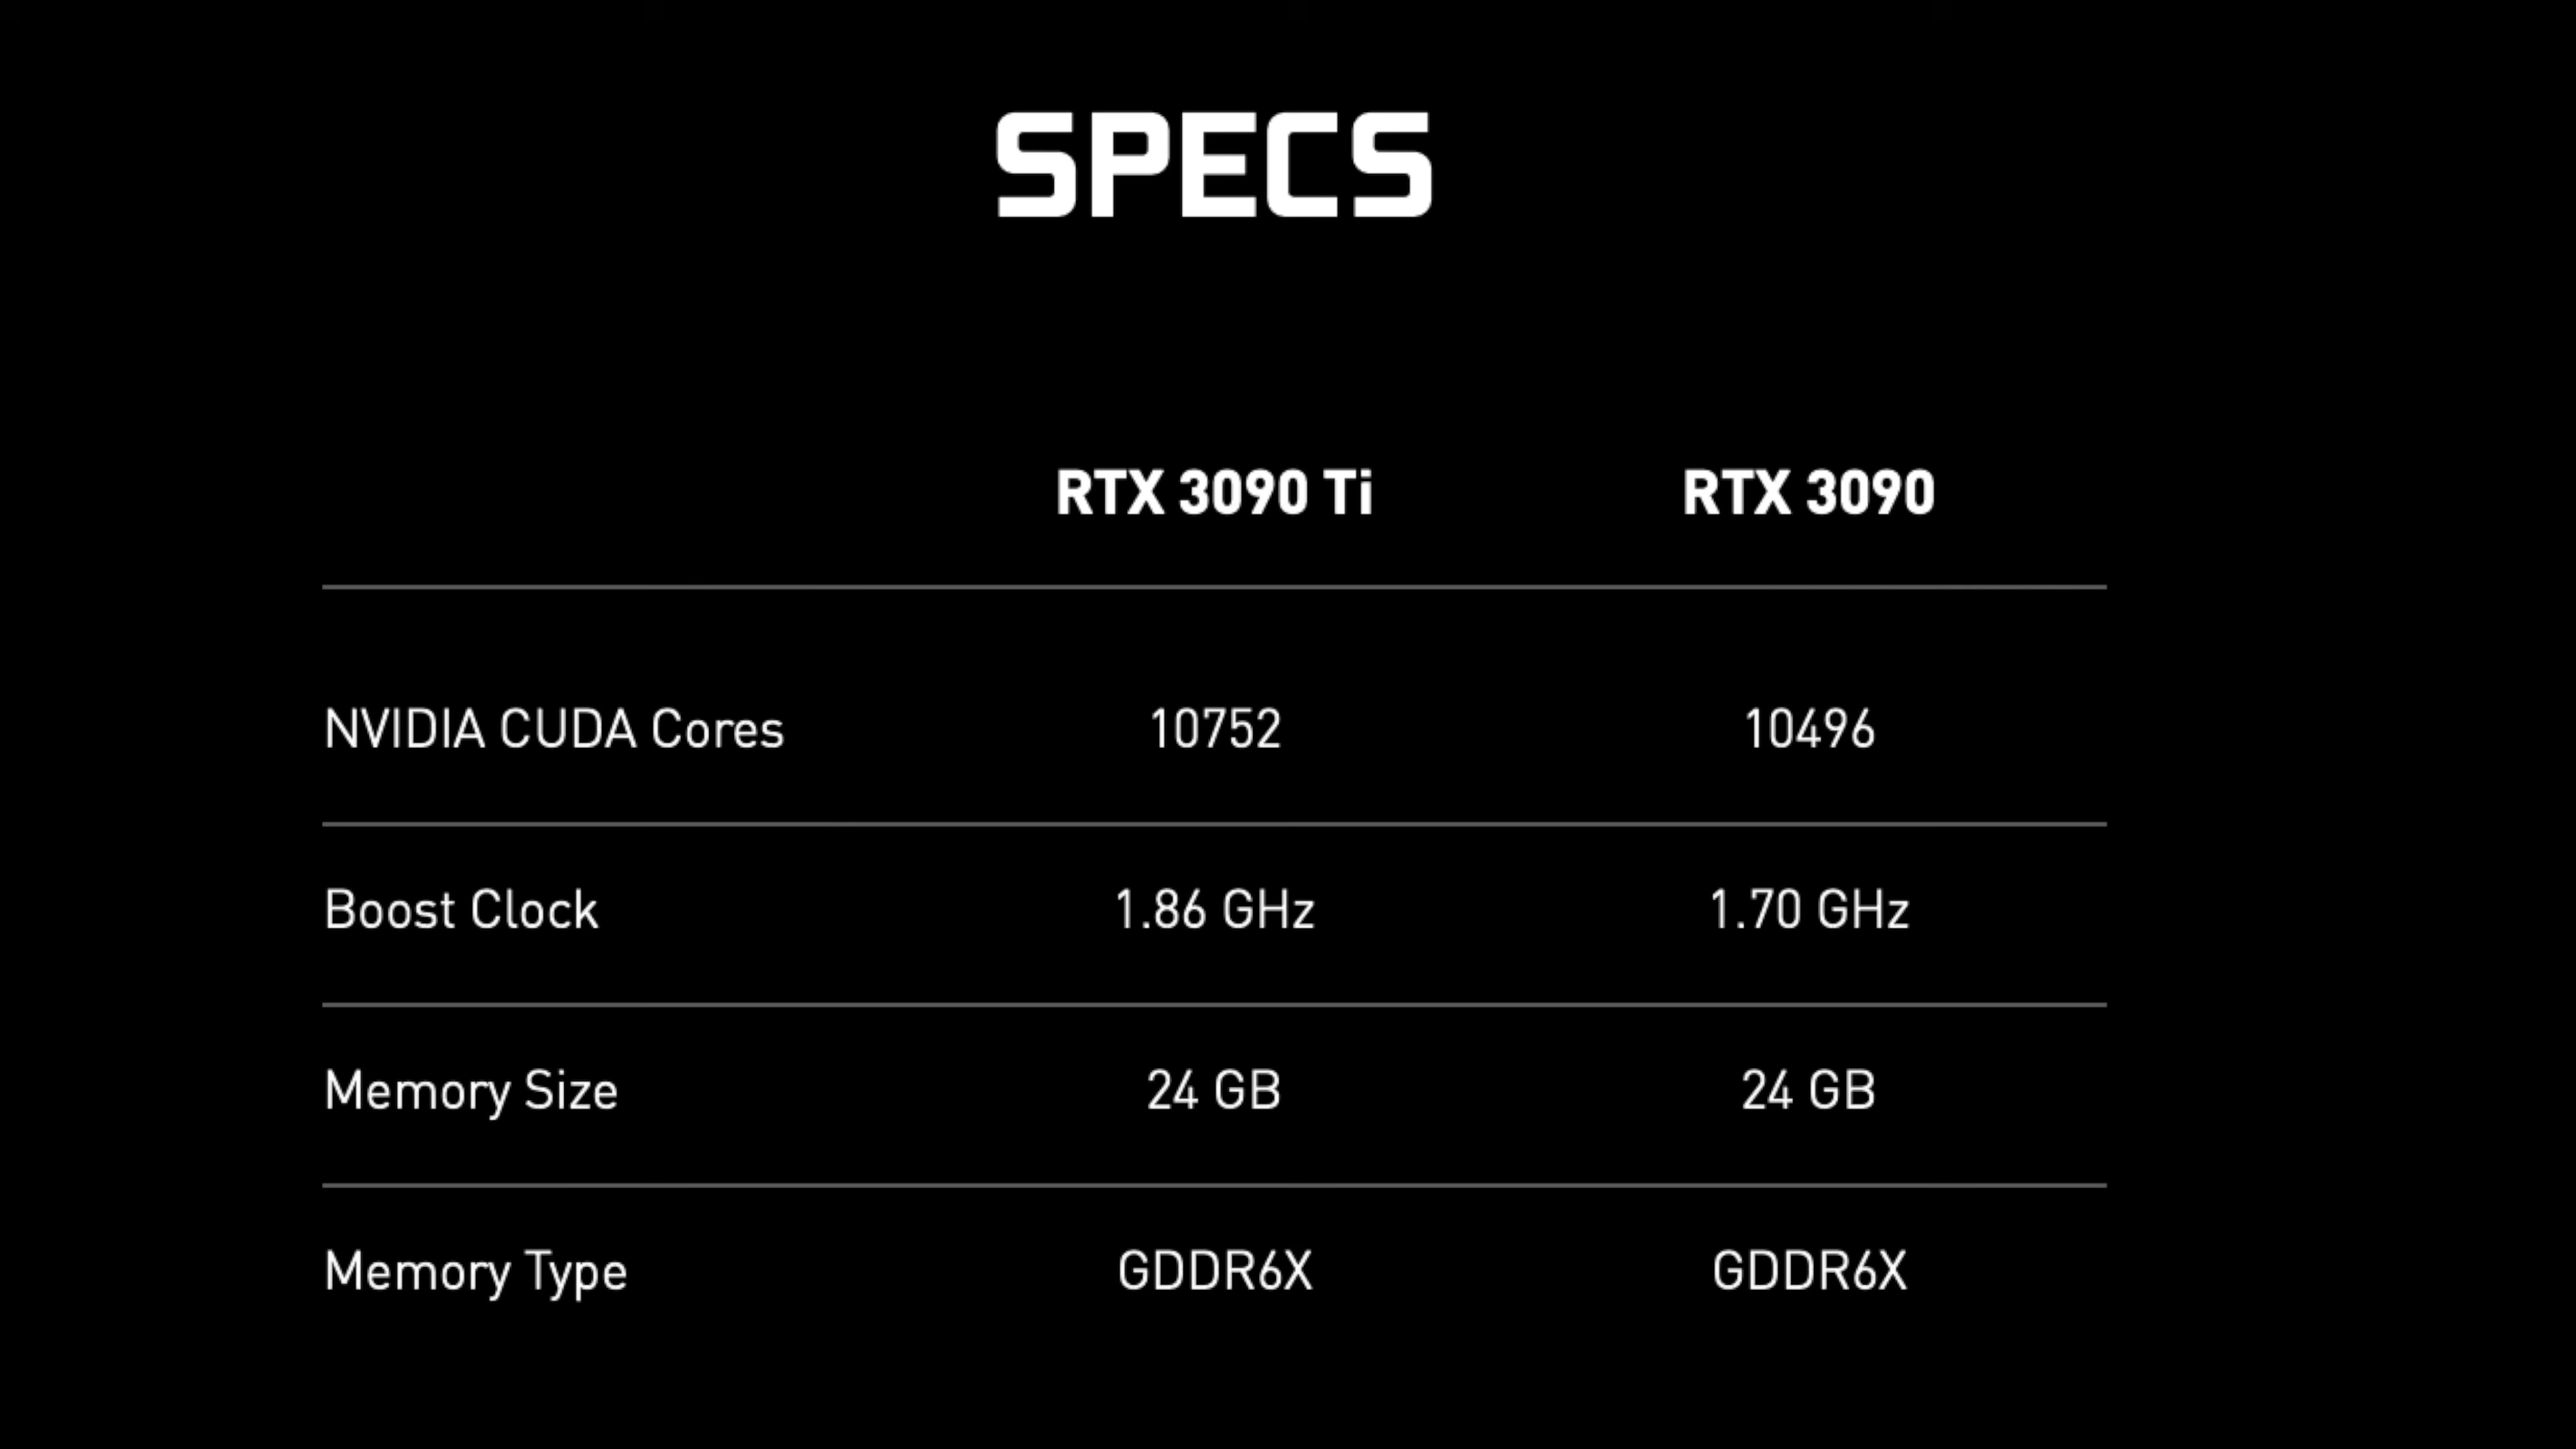 SPECS
RTX 3090 Ti RTX 3090
NVIDIA CUDA Cores 10752 10496
Boost Clock 1.86 GHz 1.70 GHz
Memory Size 24 GB 24 GB
Memory Type GDDR6X GDDR6X